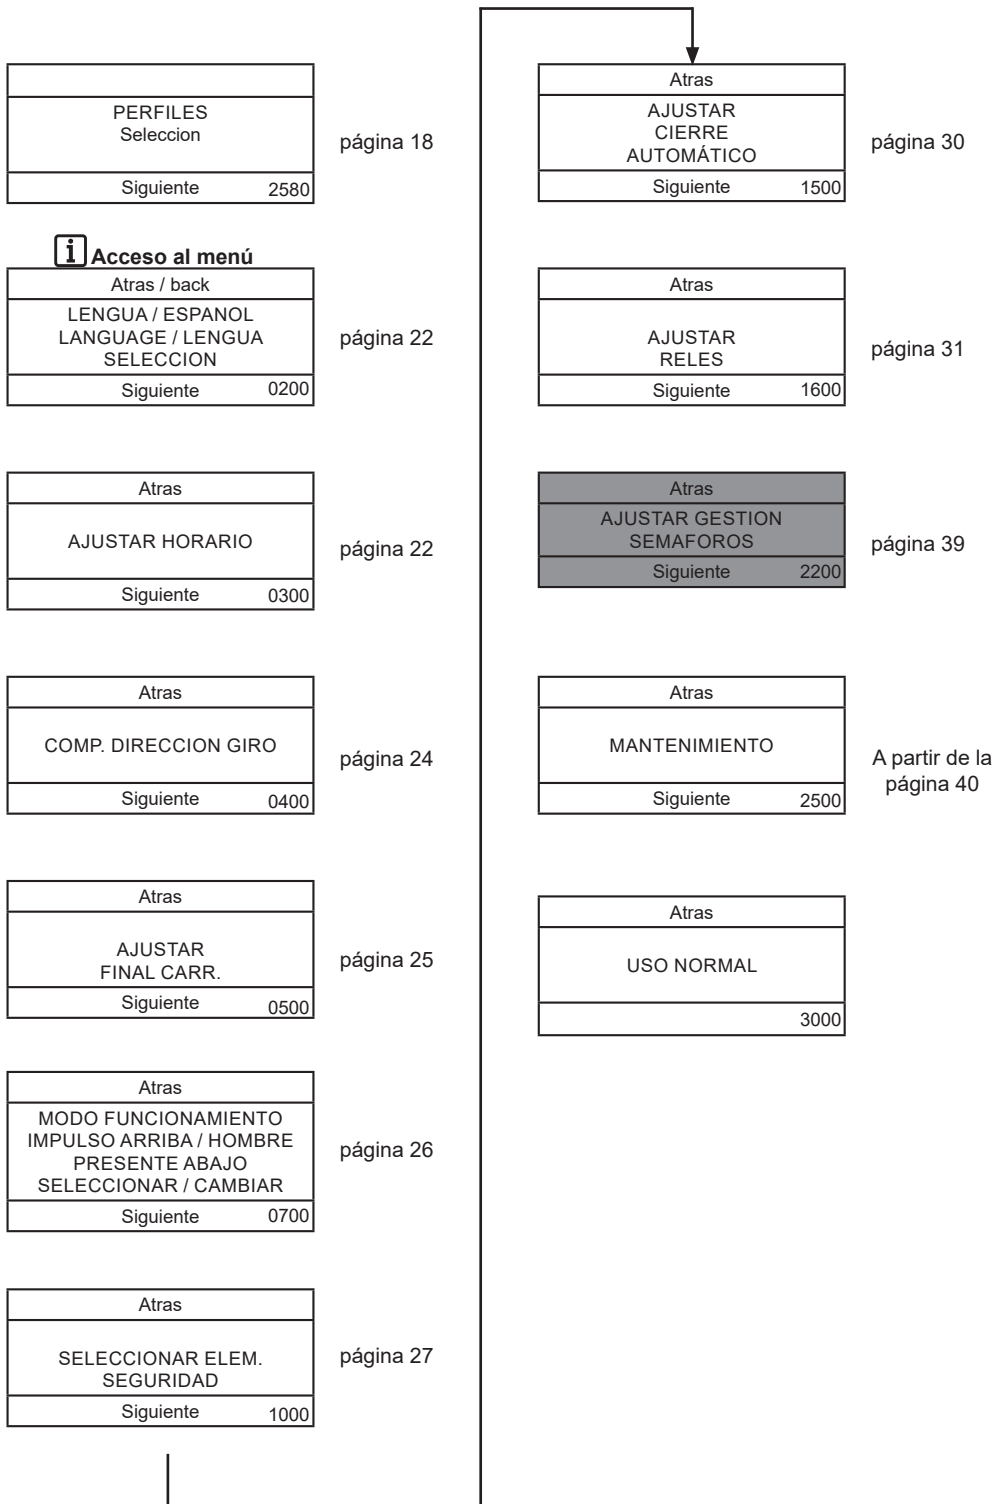 PERFILES
Seleccion
Siguiente 2580
página 18
i Acceso al menú
Atras / back
LENGUA / ESPANOL
LANGUAGE / LENGUA
SELECCION
Siguiente 0200
página 22
Atras
AJUSTAR HORARIO
Siguiente 0300
página 22
Atras
COMP. DIRECCION GIRO
Siguiente 0400
página 24
Atras
AJUSTAR
FINAL CARR.
Siguiente 0500
página 25
Atras
MODO FUNCIONAMIENTO
IMPULSO ARRIBA / HOMBRE
PRESENTE ABAJO
SELECCIONAR / CAMBIAR
Siguiente 0700
página 26
Atras
SELECCIONAR ELEM.
SEGURIDAD
Siguiente 1000
página 27
Atras
AJUSTAR
CIERRE
AUTOMÁTICO
Siguiente 1500
página 30
Atras
AJUSTAR
RELES
Siguiente 1600
página 31
Atras
AJUSTAR GESTION
SEMAFOROS
Siguiente 2200
página 39
Atras
MANTENIMIENTO
Siguiente 2500
A partir de la
página 40
Atras
USO NORMAL
3000